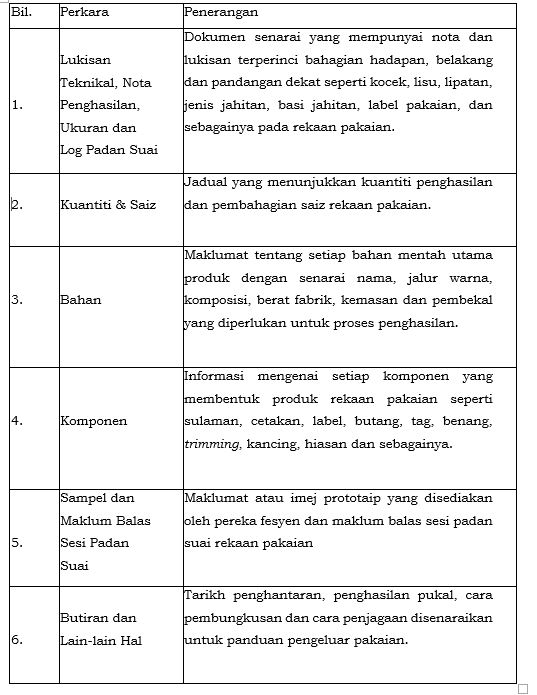 Bil. Perkara Penerangan
1. Lukisan Teknikal, Nota Penghasilan, Ukuran dan Log Padan Suai
Dokumen senarai yang mempunyai nota dan
lukisan terperinci bahagian hadapan, belakang
dan pandangan dekat seperti kocek, lisu, lipatan,
jenis jahitan, basi jahitan, label pakaian, dan
sebagainya pada rekaan pakaian.
2. Kuantiti & Saiz
Jadual yang menunjukkan kuantiti penghasilan
dan pembahagian saiz rekaan pakaian.
3. Bahan
Maklumat tentang setiap bahan mentah utama
produk dengan senarai nama, jalur warna,
komposisi, berat fabrik, kemasan dan pembekal
yang diperlukan untuk proses penghasilan.
4. Komponen
Informasi mengenai setiap komponen yang
membentuk produk rekaan pakaian seperti
sulaman, cetakan, label, butang, tag, benang,
trimming, kancing, hiasan dan sebagainya.
5. Sampel dan Maklum Balas Sesi Padan Suai
Maklumat atau imej prototaip yang disediakan
oleh pereka fesyen dan maklum balas sesi padan
suai rekaan pakaian
6. Butiran dan Lain-lain Hal
Tarikh penghantaran, penghasilan pukal, cara
pembungkusan dan cara penjagaan disenaraikan
untuk panduan pengeluar pakaian.